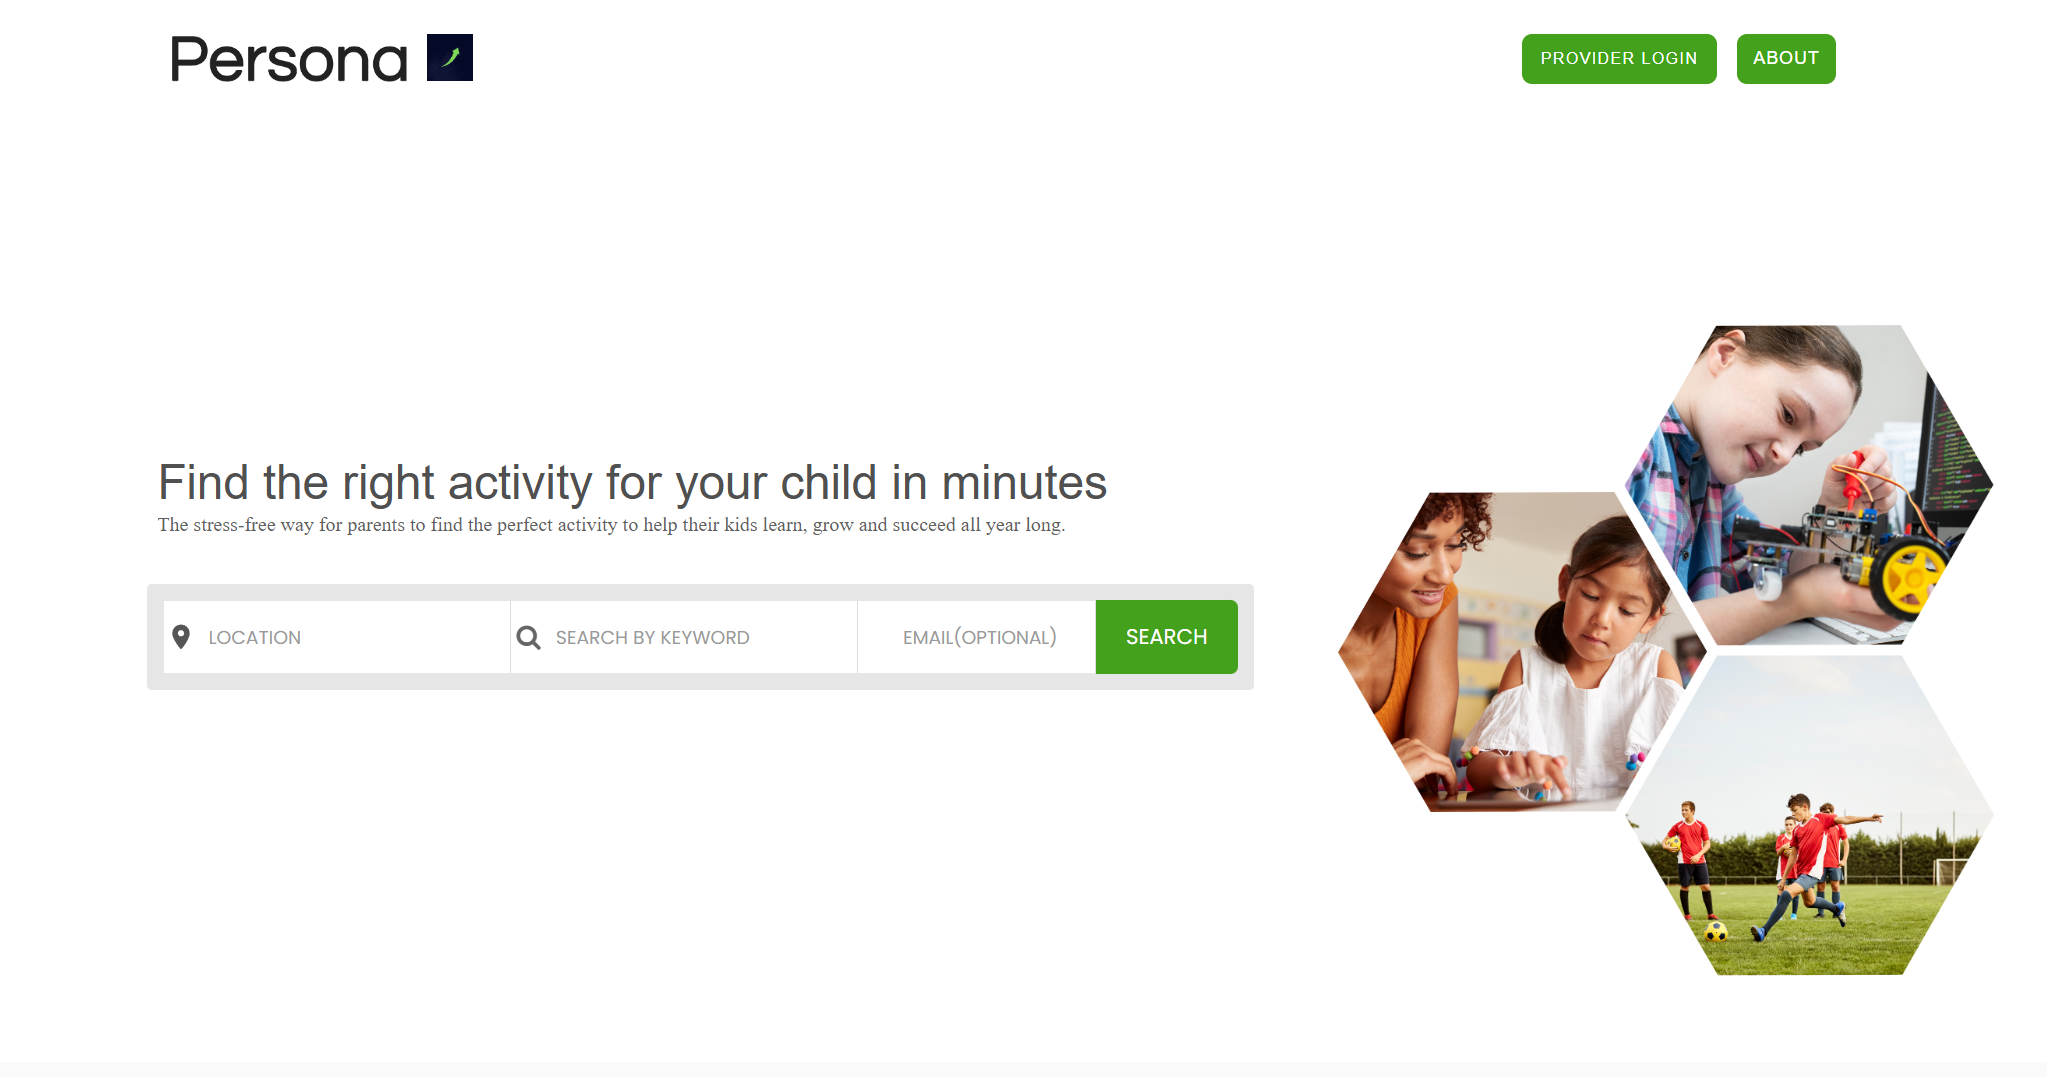 Persona
PROVIDER LOGIN
ABOUT
Find the right activity for your child in minutes
The stress-free way for parents to find the perfect activity to help their kids learn, grow and succeed all year long.
LOCATION
SEARCH BY KEYWORD
EMAIL(OPTIONAL)
SEARCH